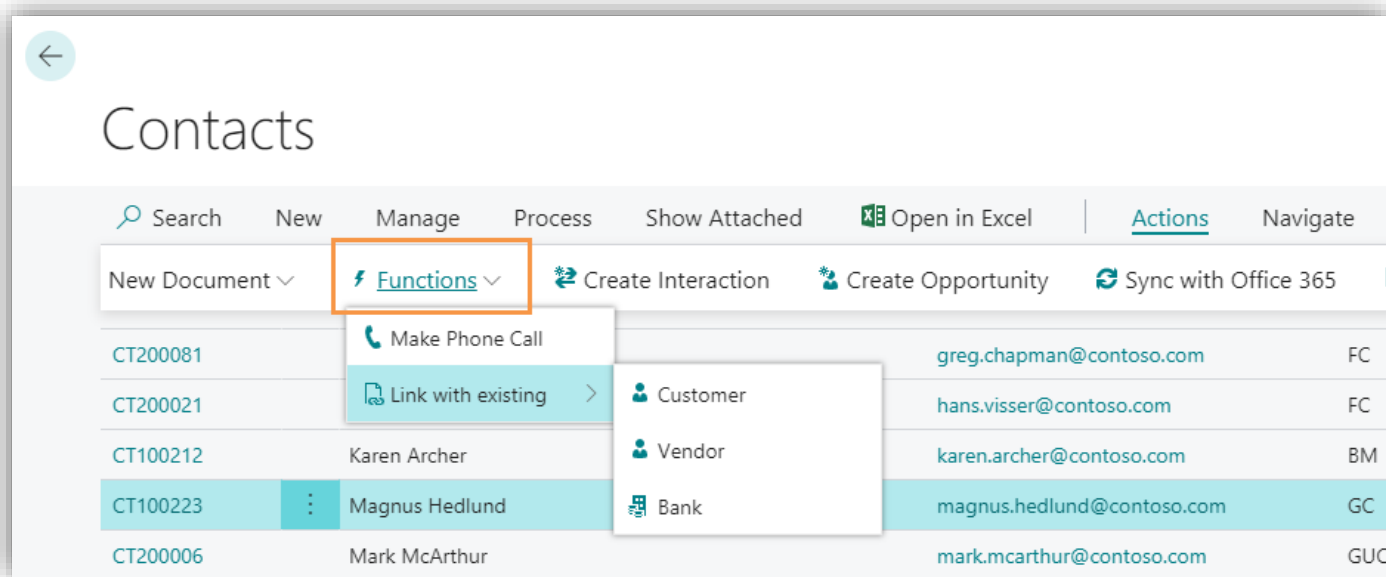 Contacts
Search New Manage Process Show Attached Open in Excel Actions Navigate
New Document Functions Create Interaction Create Opportunity Sync with Office 365
Make Phone Call
CT200081 greg.chapman@contoso.com FC
Link with existing Customer
CT200021 hans.visser@contoso.com FC
Vendor
CT100212 Karen Archer karen.archer@contoso.com BM
CT100223 Magnus Hedlund Bank magnus.hedlund@contoso.com GC
CT200006 Mark McArthur mark.mcarthur@contoso.com